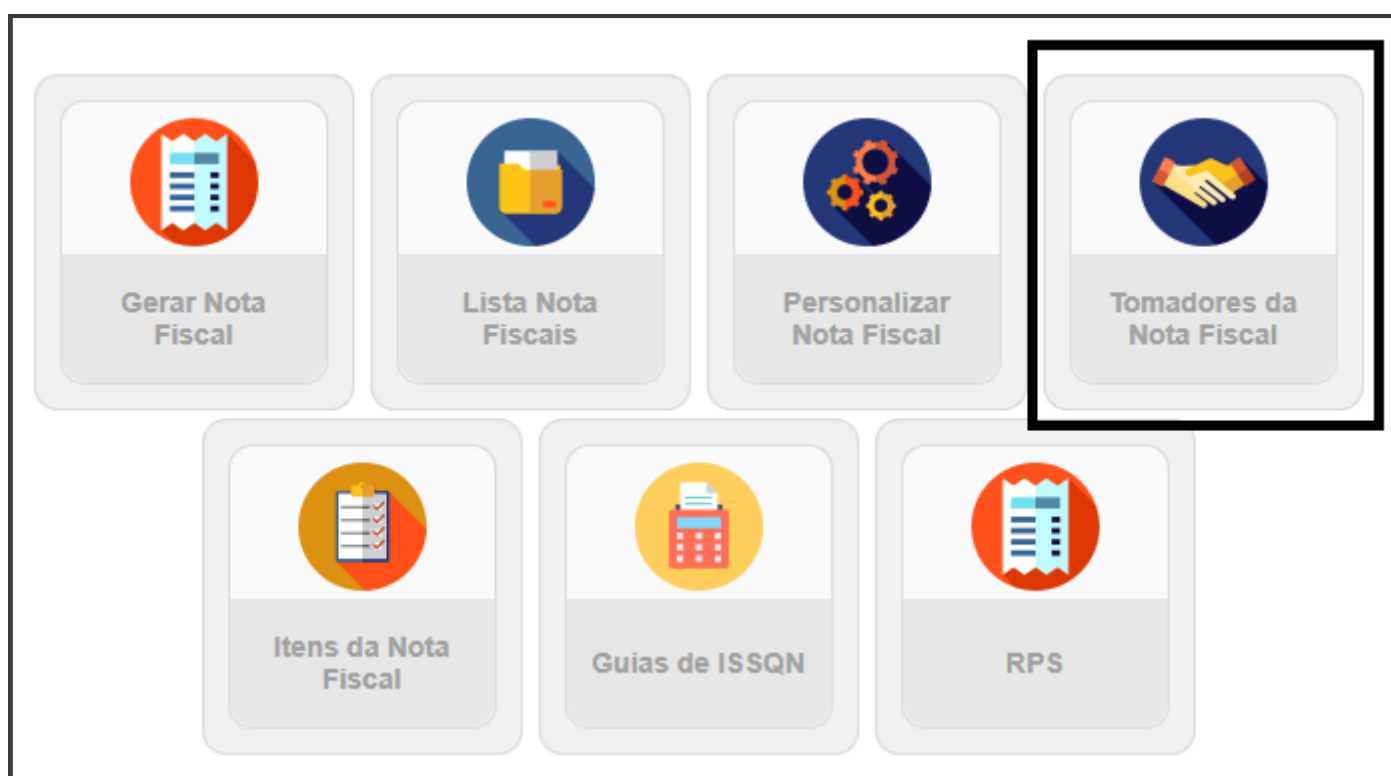 Gerar Nota
Fiscal
Lista Nota
Fiscais
Personalizar
Nota Fiscal
Tomadores da
Nota Fiscal
Itens da Nota
Fiscal
Guias de ISSQN
RPS